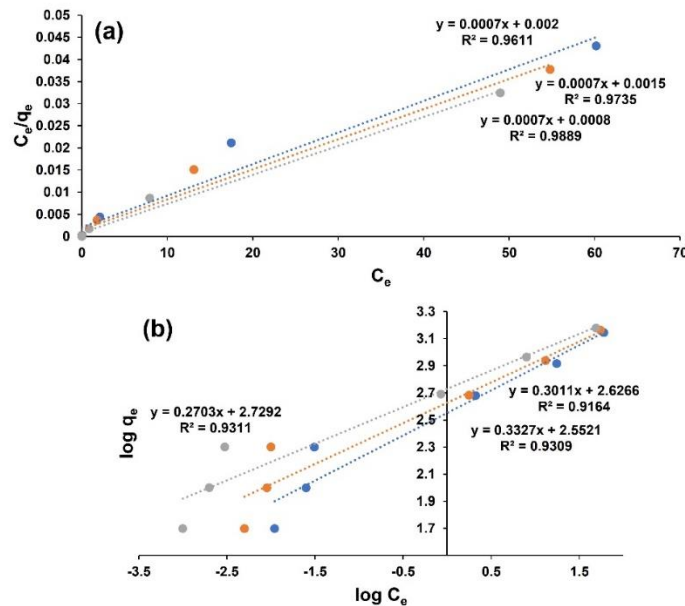 (a)
y = 0.0007x + 0.002
R² = 0.9611
y = 0.0007x + 0.0015
R² = 0.9735
y = 0.0007x + 0.0008
R² = 0.9889
Ce/qe
0.05
0.045
0.04
0.035
0.03
0.025
0.02
0.015
0.01
0.005
0
0 10 20 30 40 50 60 70
Ce
(b)
3.3
3.1
2.9
2.7
2.5
2.3
2.1
1.9
1.7
y = 0.2703x + 2.7292
R² = 0.9311
y = 0.3011x + 2.6266
R² = 0.9164
y = 0.3327x + 2.5521
R² = 0.9309
log qe
-3.5 -2.5 -1.5 -0.5 0.5 1.5
log Ce